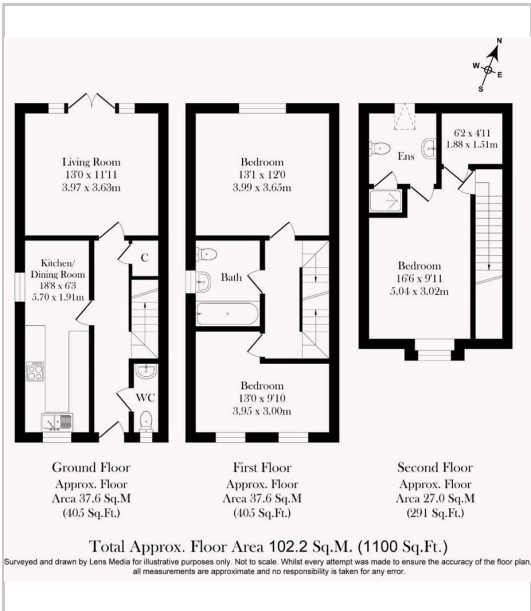 N
W
E
S
Living Room
13'0 x 11'11
3.97 x 3.63m
Kitchen/
Dining Room
18'8 x 6'3
5.70 x 1.91m
C
WC
Bedroom
13'1 x 12'0
3.99 x 3.65m
Bath
Bedroom
13'0 x 9'10
3.95 x 3.00m
Ens
6'2 x 4'11
1.88 x 1.51m
Bedroom
16'6 x 9'11
5.04 x 3.02m
Ground Floor
Approx. Floor
Area 37.6 Sq.M
(405 Sq.Ft.)
First Floor
Approx. Floor
Area 37.6 Sq.M
(405 Sq.Ft.)
Second Floor
Approx. Floor
Area 27.0 Sq.M
(291 Sq.Ft.)
Total Approx. Floor Area 102.2 Sq.M. (1100 Sq.Ft.)
Surveyed and drawn by Lens Media for illustrative purposes only. Not to scale. Whilst every attempt was made to ensure the accuracy of the floor plan,
all measurements are approximate and no responsibility is taken for any error.